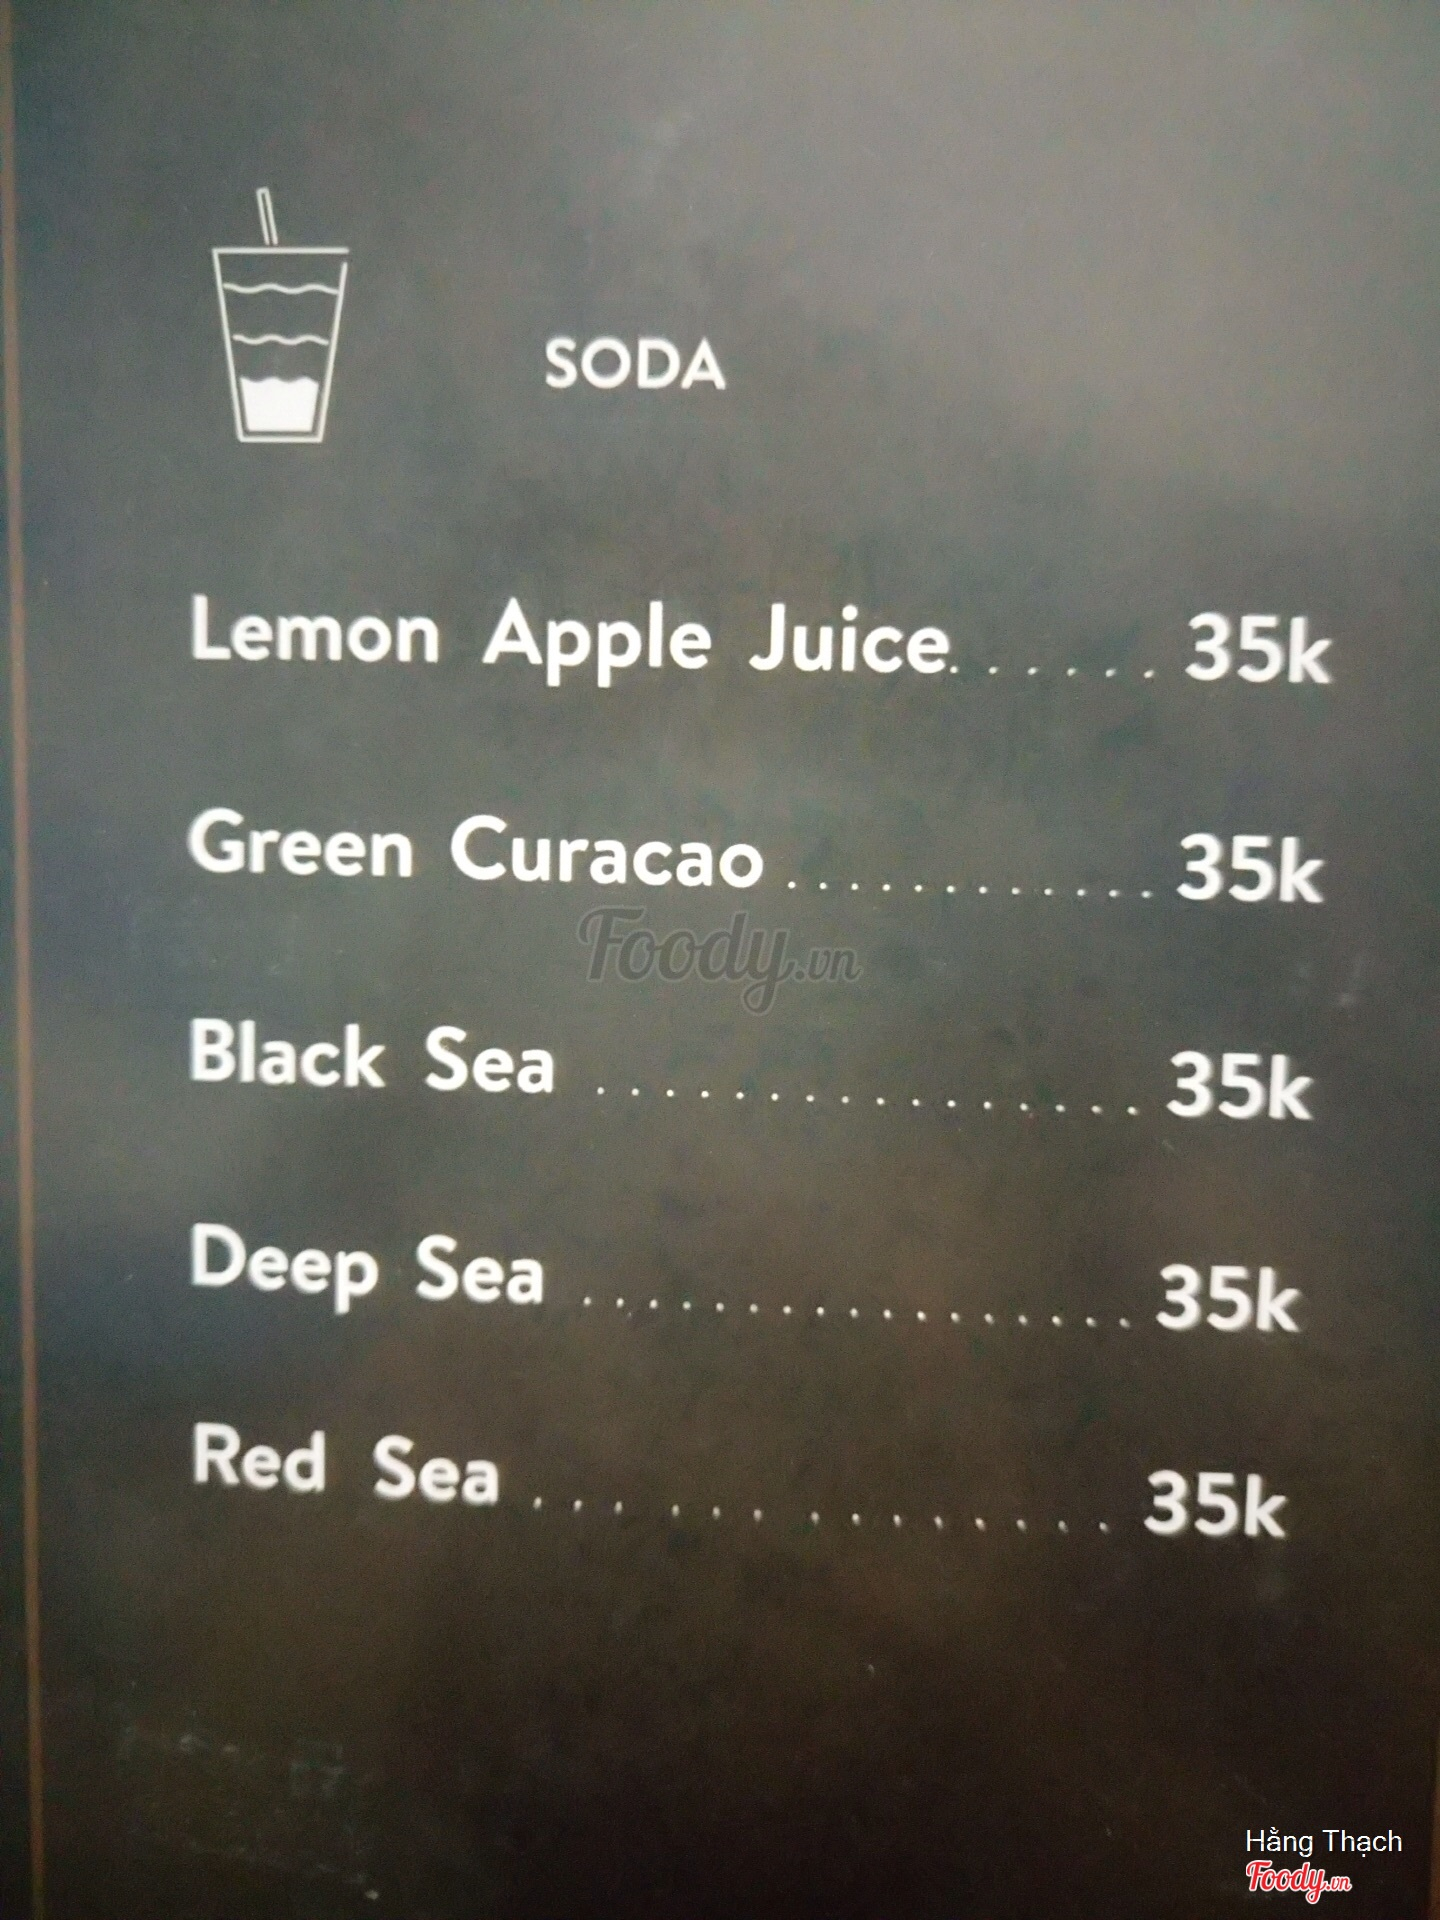 SODA
Lemon Apple Juice. . . . . . 35k
Green Curacao . . . . . . . . . . . . 35k
Foody.vn
Black Sea . . . . . . . . . . . . . . . . 35k
Deep Sea . . . . . . . . . . . . . . . . . 35k
Red Sea . . . . . . . . . . . . . . 35k
Hằng Thạch
Foody.vn